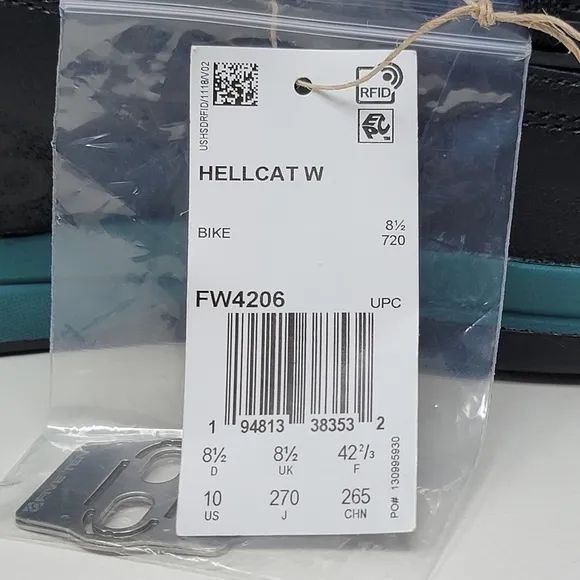 USHSDRFID/1118/V02
RFID
EPC
HELLCAT W
BIKE
8½
720
FW4206
UPC
1 94813 38353 2
8½ 8½ 42⅔
D UK F
10 270 265
US J CHN
PO# 130995930